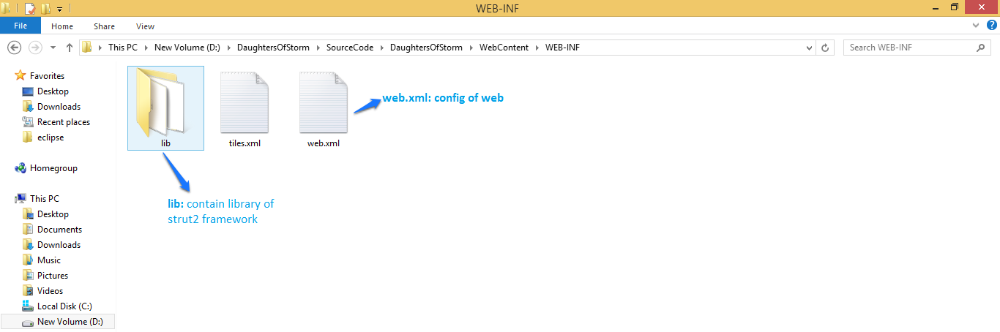 WEB-INF
File Home Share View
This PC New Volume (D:) DaughtersOfStorm SourceCode DaughtersOfStorm WebContent WEB-INF
Search WEB-INF
Favorites
Desktop
Downloads
Recent places
eclipse
Homegroup
This PC
Desktop
Documents
Downloads
Music
Pictures
Videos
Local Disk (C:)
New Volume (D:)
lib tiles.xml web.xml
web.xml: config of web
lib: contain library of
strut2 framework